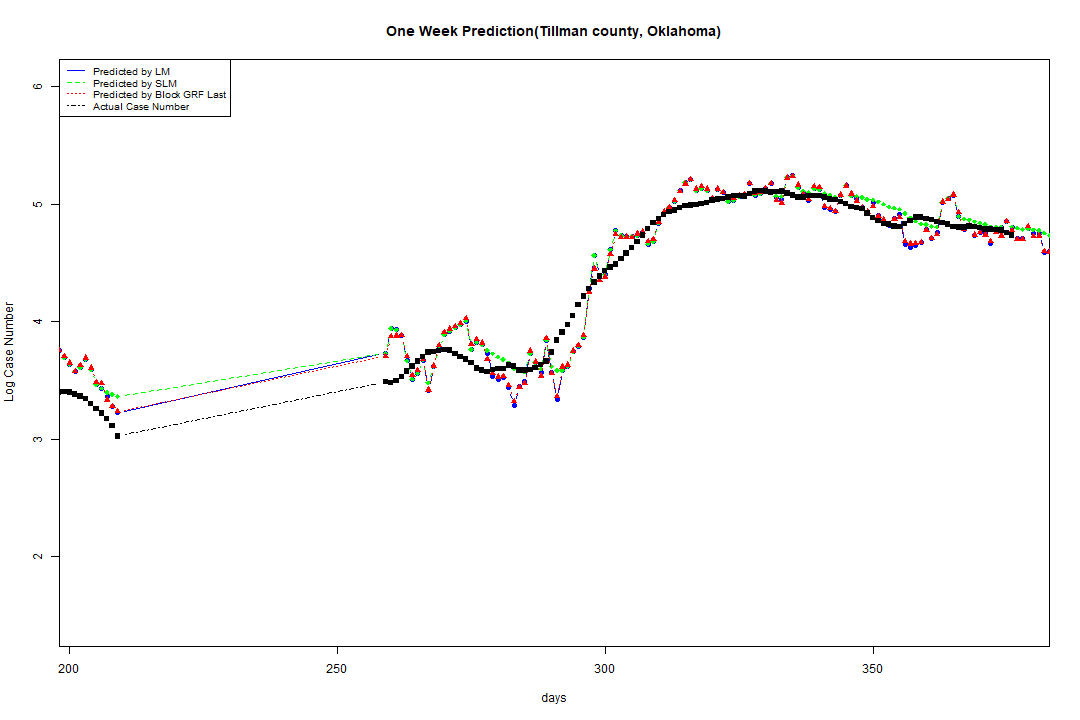 One Week Prediction(Tillman county, Oklahoma)
Predicted by LM
Predicted by SLM
Predicted by Block GRF Last
Actual Case Number
6
5
4
3
2
Log Case Number
200 250 300 350
days